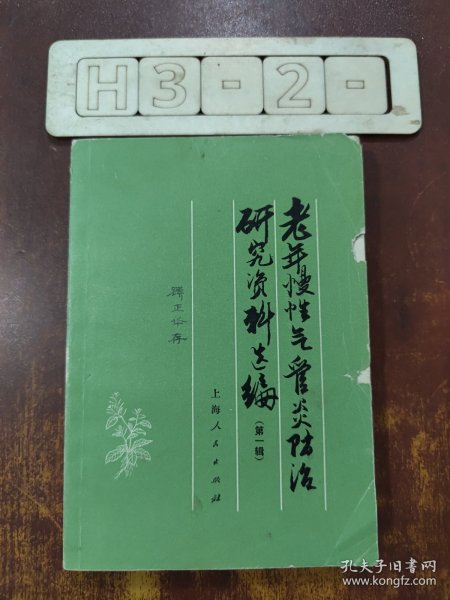 H3-2-
老年慢性气管炎防治
研究资料选编
（第一辑）
上海人民出版社
孔夫子旧书网
www.kongfz.com